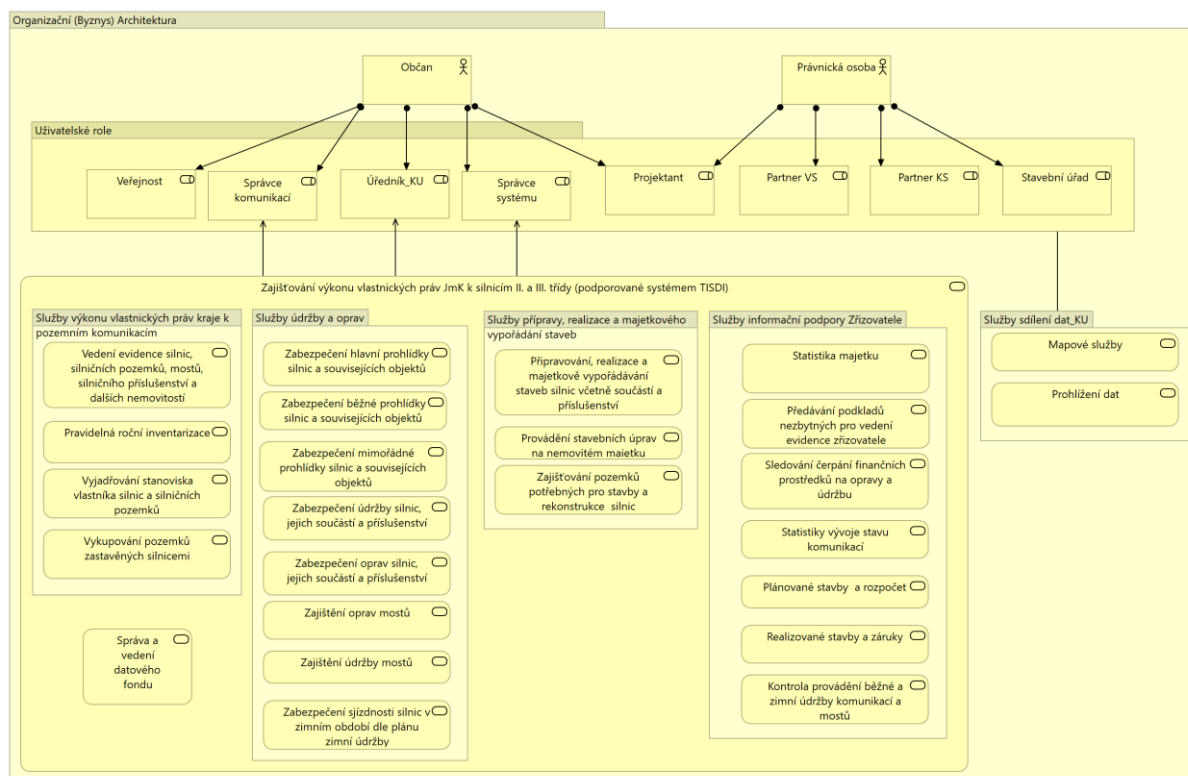 Organizační (Byznys) Architektura
Občan
Právnická osoba
Uživatelské role
Veřejnost
Správce
komunikací
Úředník_KU
Správce
systému
Projektant
Partner VS
Partner KS
Stavební úřad
Zajišťování výkonu vlastnických práv JmK k silnicím II. a III. třídy (podporované systémem TISDI)
Služby výkonu vlastnických práv kraje k
pozemním komunikacím
Vedení evidence silnic,
silničních pozemků, mostů,
silničního příslušenství a
dalších nemovitostí
Pravidelná roční inventarizace
Vyjadřování stanoviska
vlastníka silnic a silničních
pozemků
Vykupování pozemků
zastavěných silnicemi
Správa a
vedení
datového
fondu
Služby údržby a oprav
Zabezpečení hlavní prohlídky
silnic a souvisejících objektů
Zabezpečení běžné prohlídky
silnic a souvisejících objektů
Zabezpečení mimořádné
prohlídky silnic a souvisejících
objektů
Zabezpečení údržby silnic,
jejich součástí a příslušenství
Zabezpečení oprav silnic,
jejich součástí a příslušenství
Zajištění oprav mostů
Zajištění údržby mostů
Zabezpečení sjízdnosti silnic v
zimním období dle plánu
zimní údržby
Služby přípravy, realizace a majetkového
vypořádání staveb
Připravování, realizace a
majetkově vypořádávání
staveb silnic včetně součástí a
příslušenství
Provádění stavebních úprav
na nemovitém majetku
Zajišťování pozemků
potřebných pro stavby a
rekonstrukce silnic
Služby informační podpory Zřizovatele
Statistika majetku
Předávání podkladů
nezbytných pro vedení
evidence zřizovatele
Sledování čerpání finančních
prostředků na opravy a
údržbu
Statistiky vývoje stavu
komunikací
Plánované stavby a rozpočet
Realizované stavby a záruky
Kontrola provádění běžné a
zimní údržby komunikací a
mostů
Služby sdílení dat_KU
Mapové služby
Prohlížení dat